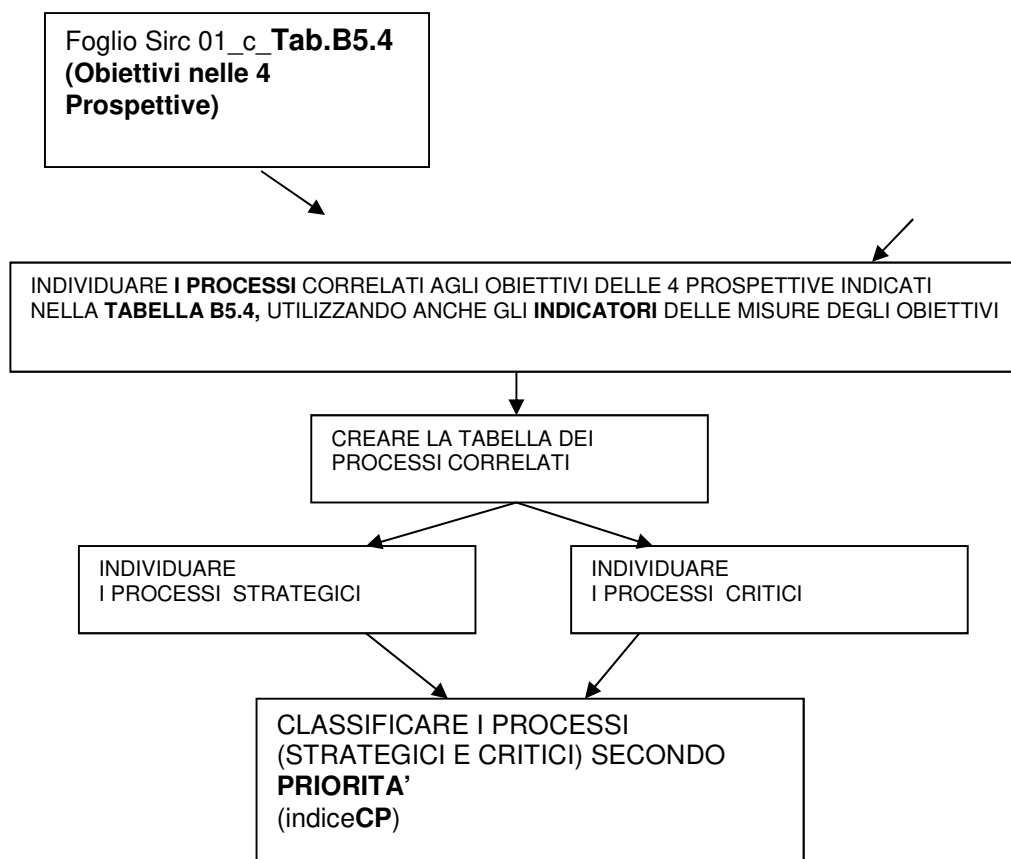 Foglio Sirc 01_c_Tab.B5.4
(Obiettivi nelle 4
Prospettive)
INDIVIDUARE I PROCESSI CORRELATI AGLI OBIETTIVI DELLE 4 PROSPETTIVE INDICATI
NELLA TABELLA B5.4, UTILIZZANDO ANCHE GLI INDICATORI DELLE MISURE DEGLI OBIETTIVI
CREARE LA TABELLA DEI
PROCESSI CORRELATI
INDIVIDUARE
I PROCESSI STRATEGICI
INDIVIDUARE
I PROCESSI CRITICI
CLASSIFICARE I PROCESSI
(STRATEGICI E CRITICI) SECONDO
PRIORITA’
(indiceCP)